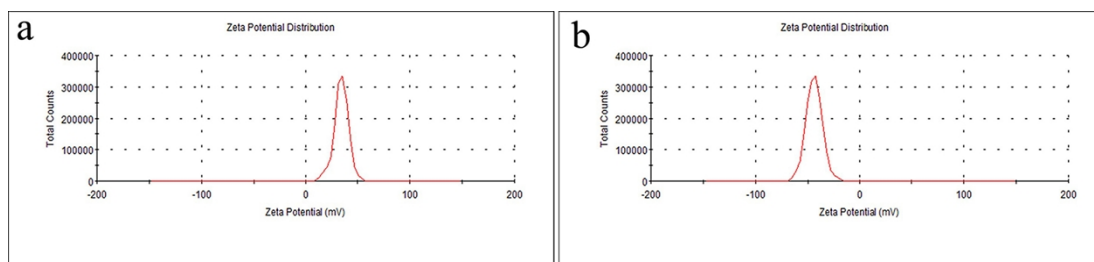 a
Zeta Potential Distribution
Total Counts
400000
300000
200000
100000
0
-200 -100 0 100 200
Zeta Potential (mV)
b
Zeta Potential Distribution
Total Counts
400000
300000
200000
100000
0
-200 -100 0 100 200
Zeta Potential (mV)